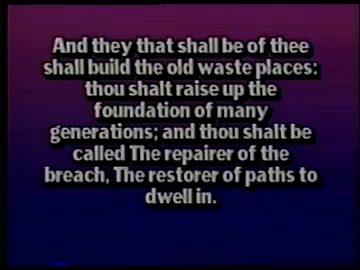 And they that shall be of thee
shall build the old waste places:
thou shalt raise up the
foundation of many
generations; and thou shalt be
called The repairer of the
breach, The restorer of paths to
dwell in.